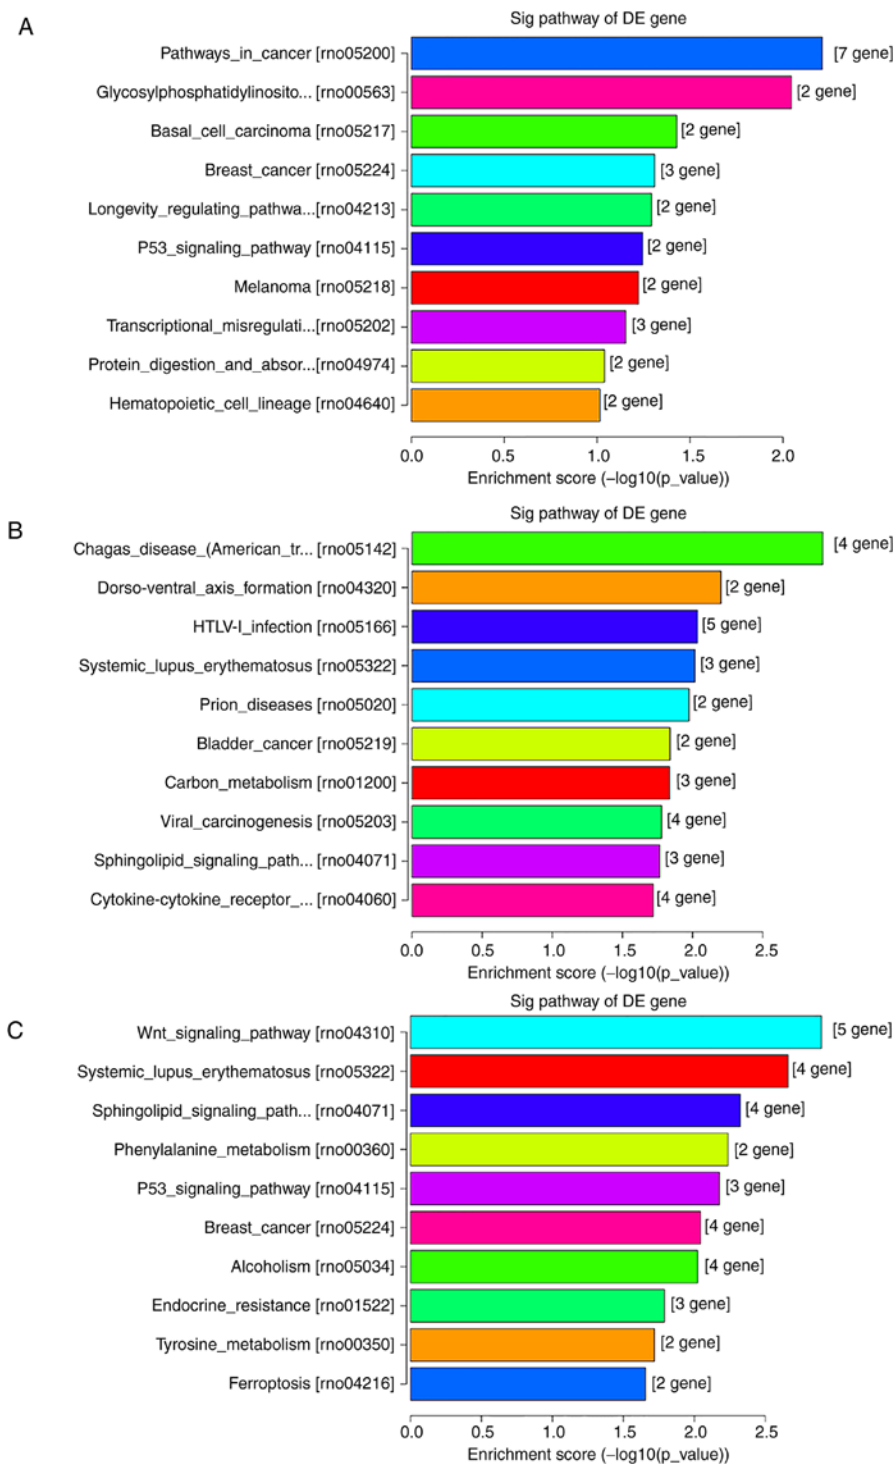 A
Sig pathway of DE gene
Pathways_in_cancer [rno05200] [7 gene]
Glycosylphosphatidylinosito... [rno00563] [2 gene]
Basal_cell_carcinoma [rno05217] [2 gene]
Breast_cancer [rno05224] [3 gene]
Longevity_regulating_pathwa...[rno04213] [2 gene]
P53_signaling_pathway [rno04115] [2 gene]
Melanoma [rno05218] [2 gene]
Transcriptional_misregulati...[rno05202] [3 gene]
Protein_digestion_and_absor...[rno04974] [2 gene]
Hematopoietic_cell_lineage [rno04640] [2 gene]
0.0 0.5 1.0 1.5 2.0
Enrichment score (−log10(p_value))
B
Sig pathway of DE gene
Chagas_disease_(American_tr... [rno05142] [4 gene]
Dorso-ventral_axis_formation [rno04320] [2 gene]
HTLV-I_infection [rno05166] [5 gene]
Systemic_lupus_erythematosus [rno05322] [3 gene]
Prion_diseases [rno05020] [2 gene]
Bladder_cancer [rno05219] [2 gene]
Carbon_metabolism [rno01200] [3 gene]
Viral_carcinogenesis [rno05203] [4 gene]
Sphingolipid_signaling_path... [rno04071] [3 gene]
Cytokine-cytokine_receptor_... [rno04060] [4 gene]
0.0 0.5 1.0 1.5 2.0 2.5
Enrichment score (−log10(p_value))
C
Sig pathway of DE gene
Wnt_signaling_pathway [rno04310] [5 gene]
Systemic_lupus_erythematosus [rno05322] [4 gene]
Sphingolipid_signaling_path... [rno04071] [4 gene]
Phenylalanine_metabolism [rno00360] [2 gene]
P53_signaling_pathway [rno04115] [3 gene]
Breast_cancer [rno05224] [4 gene]
Alcoholism [rno05034] [4 gene]
Endocrine_resistance [rno01522] [3 gene]
Tyrosine_metabolism [rno00350] [2 gene]
Ferroptosis [rno04216] [2 gene]
0.0 0.5 1.0 1.5 2.0 2.5
Enrichment score (−log10(p_value))